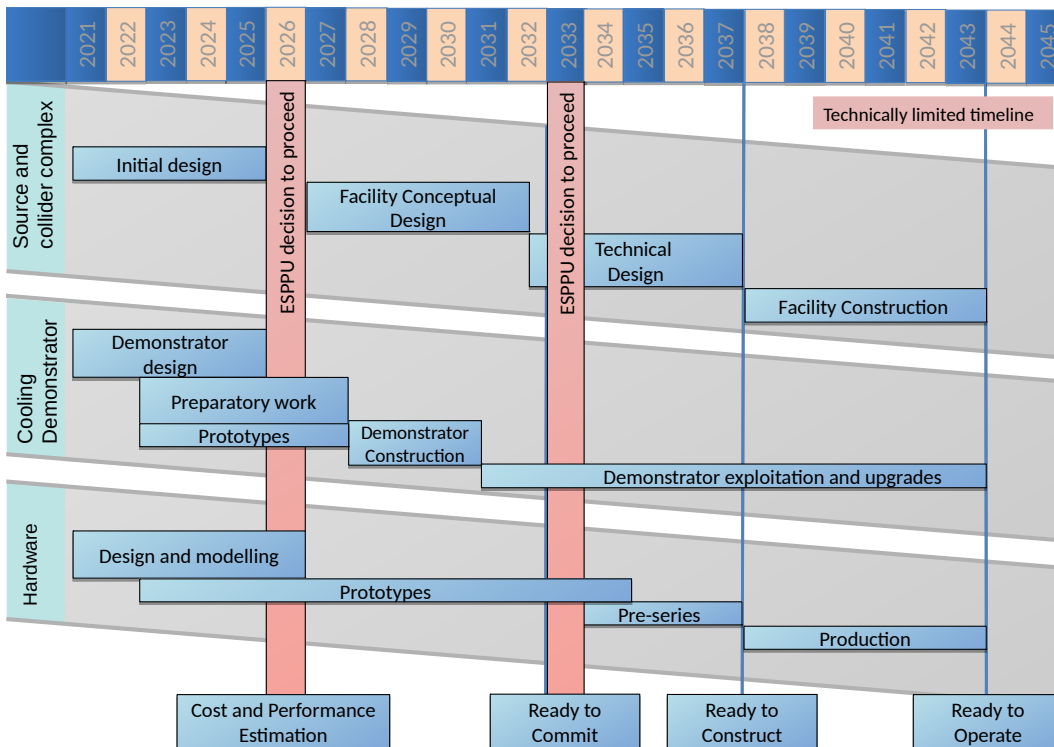 2021 2022 2023 2024 2025 2026 2027 2028 2029 2030 2031 2032 2033 2034 2035 2036 2037 2038 2039 2040 2041 2042 2043 2044 2045
Technically limited timeline
Source and
collider complex
ESPPU decision to proceed
ESPPU decision to proceed
Initial design
Facility Conceptual
Design
Technical
Design
Facility Construction
Cooling
Demonstrator
Demonstrator
design
Preparatory work
Prototypes
Demonstrator
Construction
Demonstrator exploitation and upgrades
Hardware
Design and modelling
Prototypes
Pre-series
Production
Cost and Performance
Estimation
Ready to
Commit
Ready to
Construct
Ready to
Operate